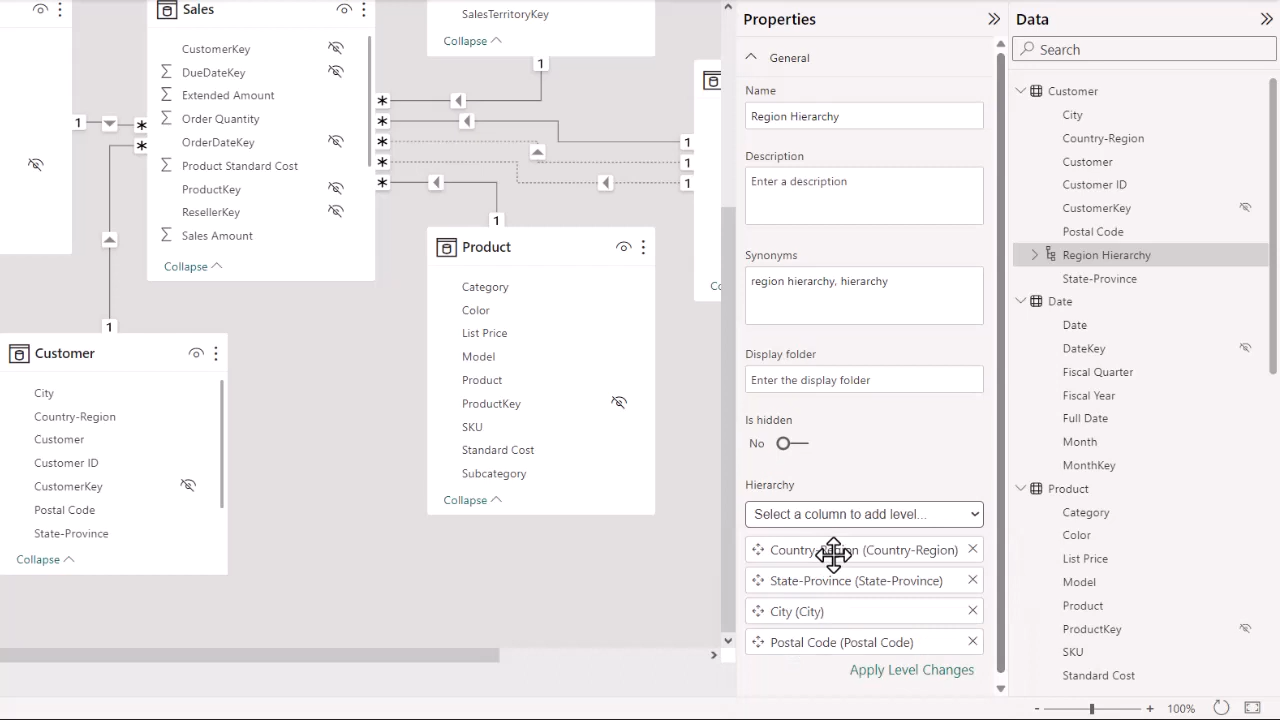 Sales
CustomerKey
DueDateKey
Extended Amount
Order Quantity
OrderDateKey
Product Standard Cost
ProductKey
ResellerKey
Sales Amount
Collapse
SalesTerritoryKey
Collapse
1
1
1
1
1
1
1
Product
Category
Color
List Price
Model
Product
ProductKey
SKU
Standard Cost
Subcategory
Collapse
Co
Customer
City
Country-Region
Customer
Customer ID
CustomerKey
Postal Code
State-Province
Collapse
Properties
General
Name
Region Hierarchy
Description
Enter a description
Synonyms
region hierarchy, hierarchy
Display folder
Enter the display folder
Is hidden
No
Hierarchy
Select a column to add level...
Country-Region (Country-Region)
State-Province (State-Province)
City (City)
Postal Code (Postal Code)
Apply Level Changes
Data
Search
Customer
City
Country-Region
Customer
Customer ID
CustomerKey
Postal Code
Region Hierarchy
State-Province
Date
Date
DateKey
Fiscal Quarter
Fiscal Year
Full Date
Month
MonthKey
Product
Category
Color
List Price
Model
Product
ProductKey
SKU
Standard Cost
- + 100%